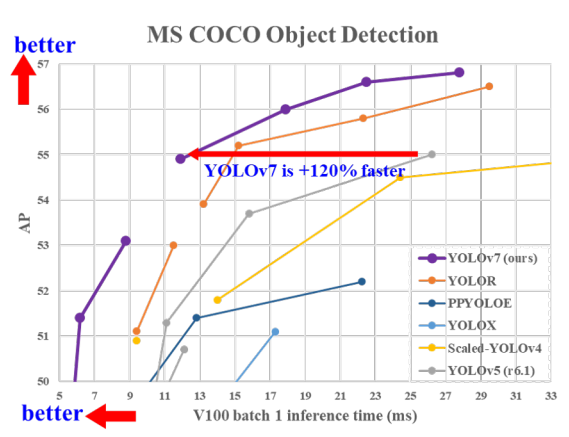 MS COCO Object Detection
better
57
56
55
54
53
52
51
50
AP
YOLOv7 is +120% faster
YOLOv7 (ours)
YOLOR
PPYOLOE
YOLOX
Scaled-YOLOv4
YOLOv5 (r6.1)
5 7 9 11 13 15 17 19 21 23 25 27 29 31 33
better
V100 batch 1 inference time (ms)